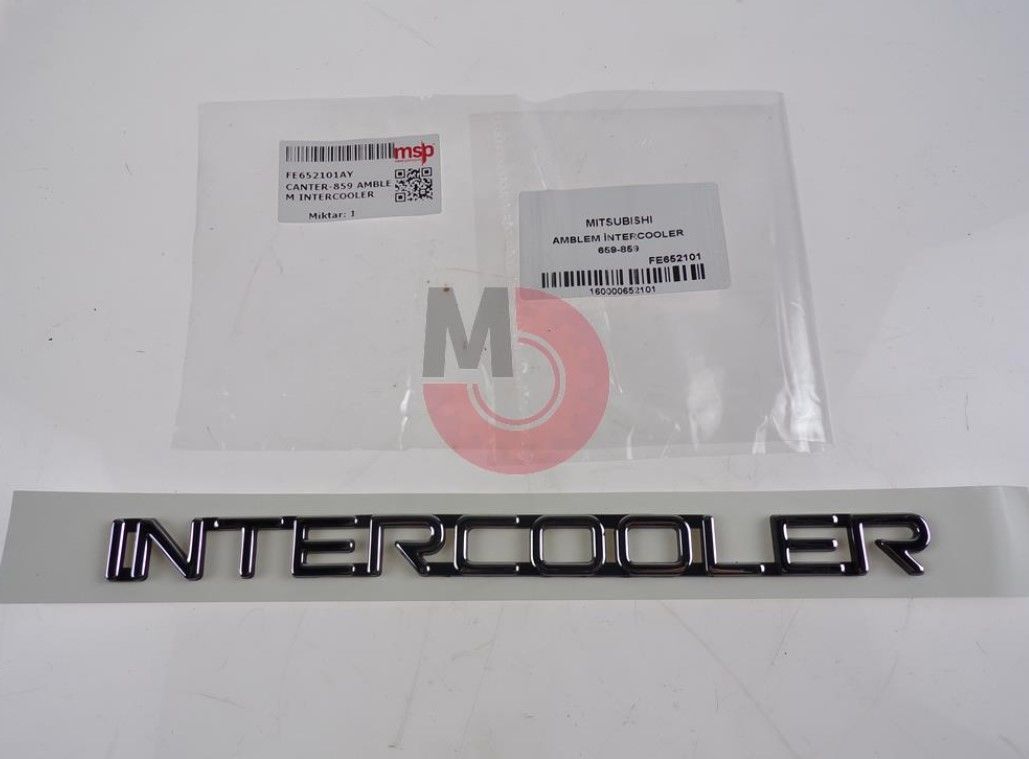 msp
FE652101AY
CANTER-859 AMBLE
M INTERCOOLER
Miktar: 1
MITSUBISHI
AMBLEM İNTERCOOLER
659-859
FE652101
160000652101
M
INTERCOOLER